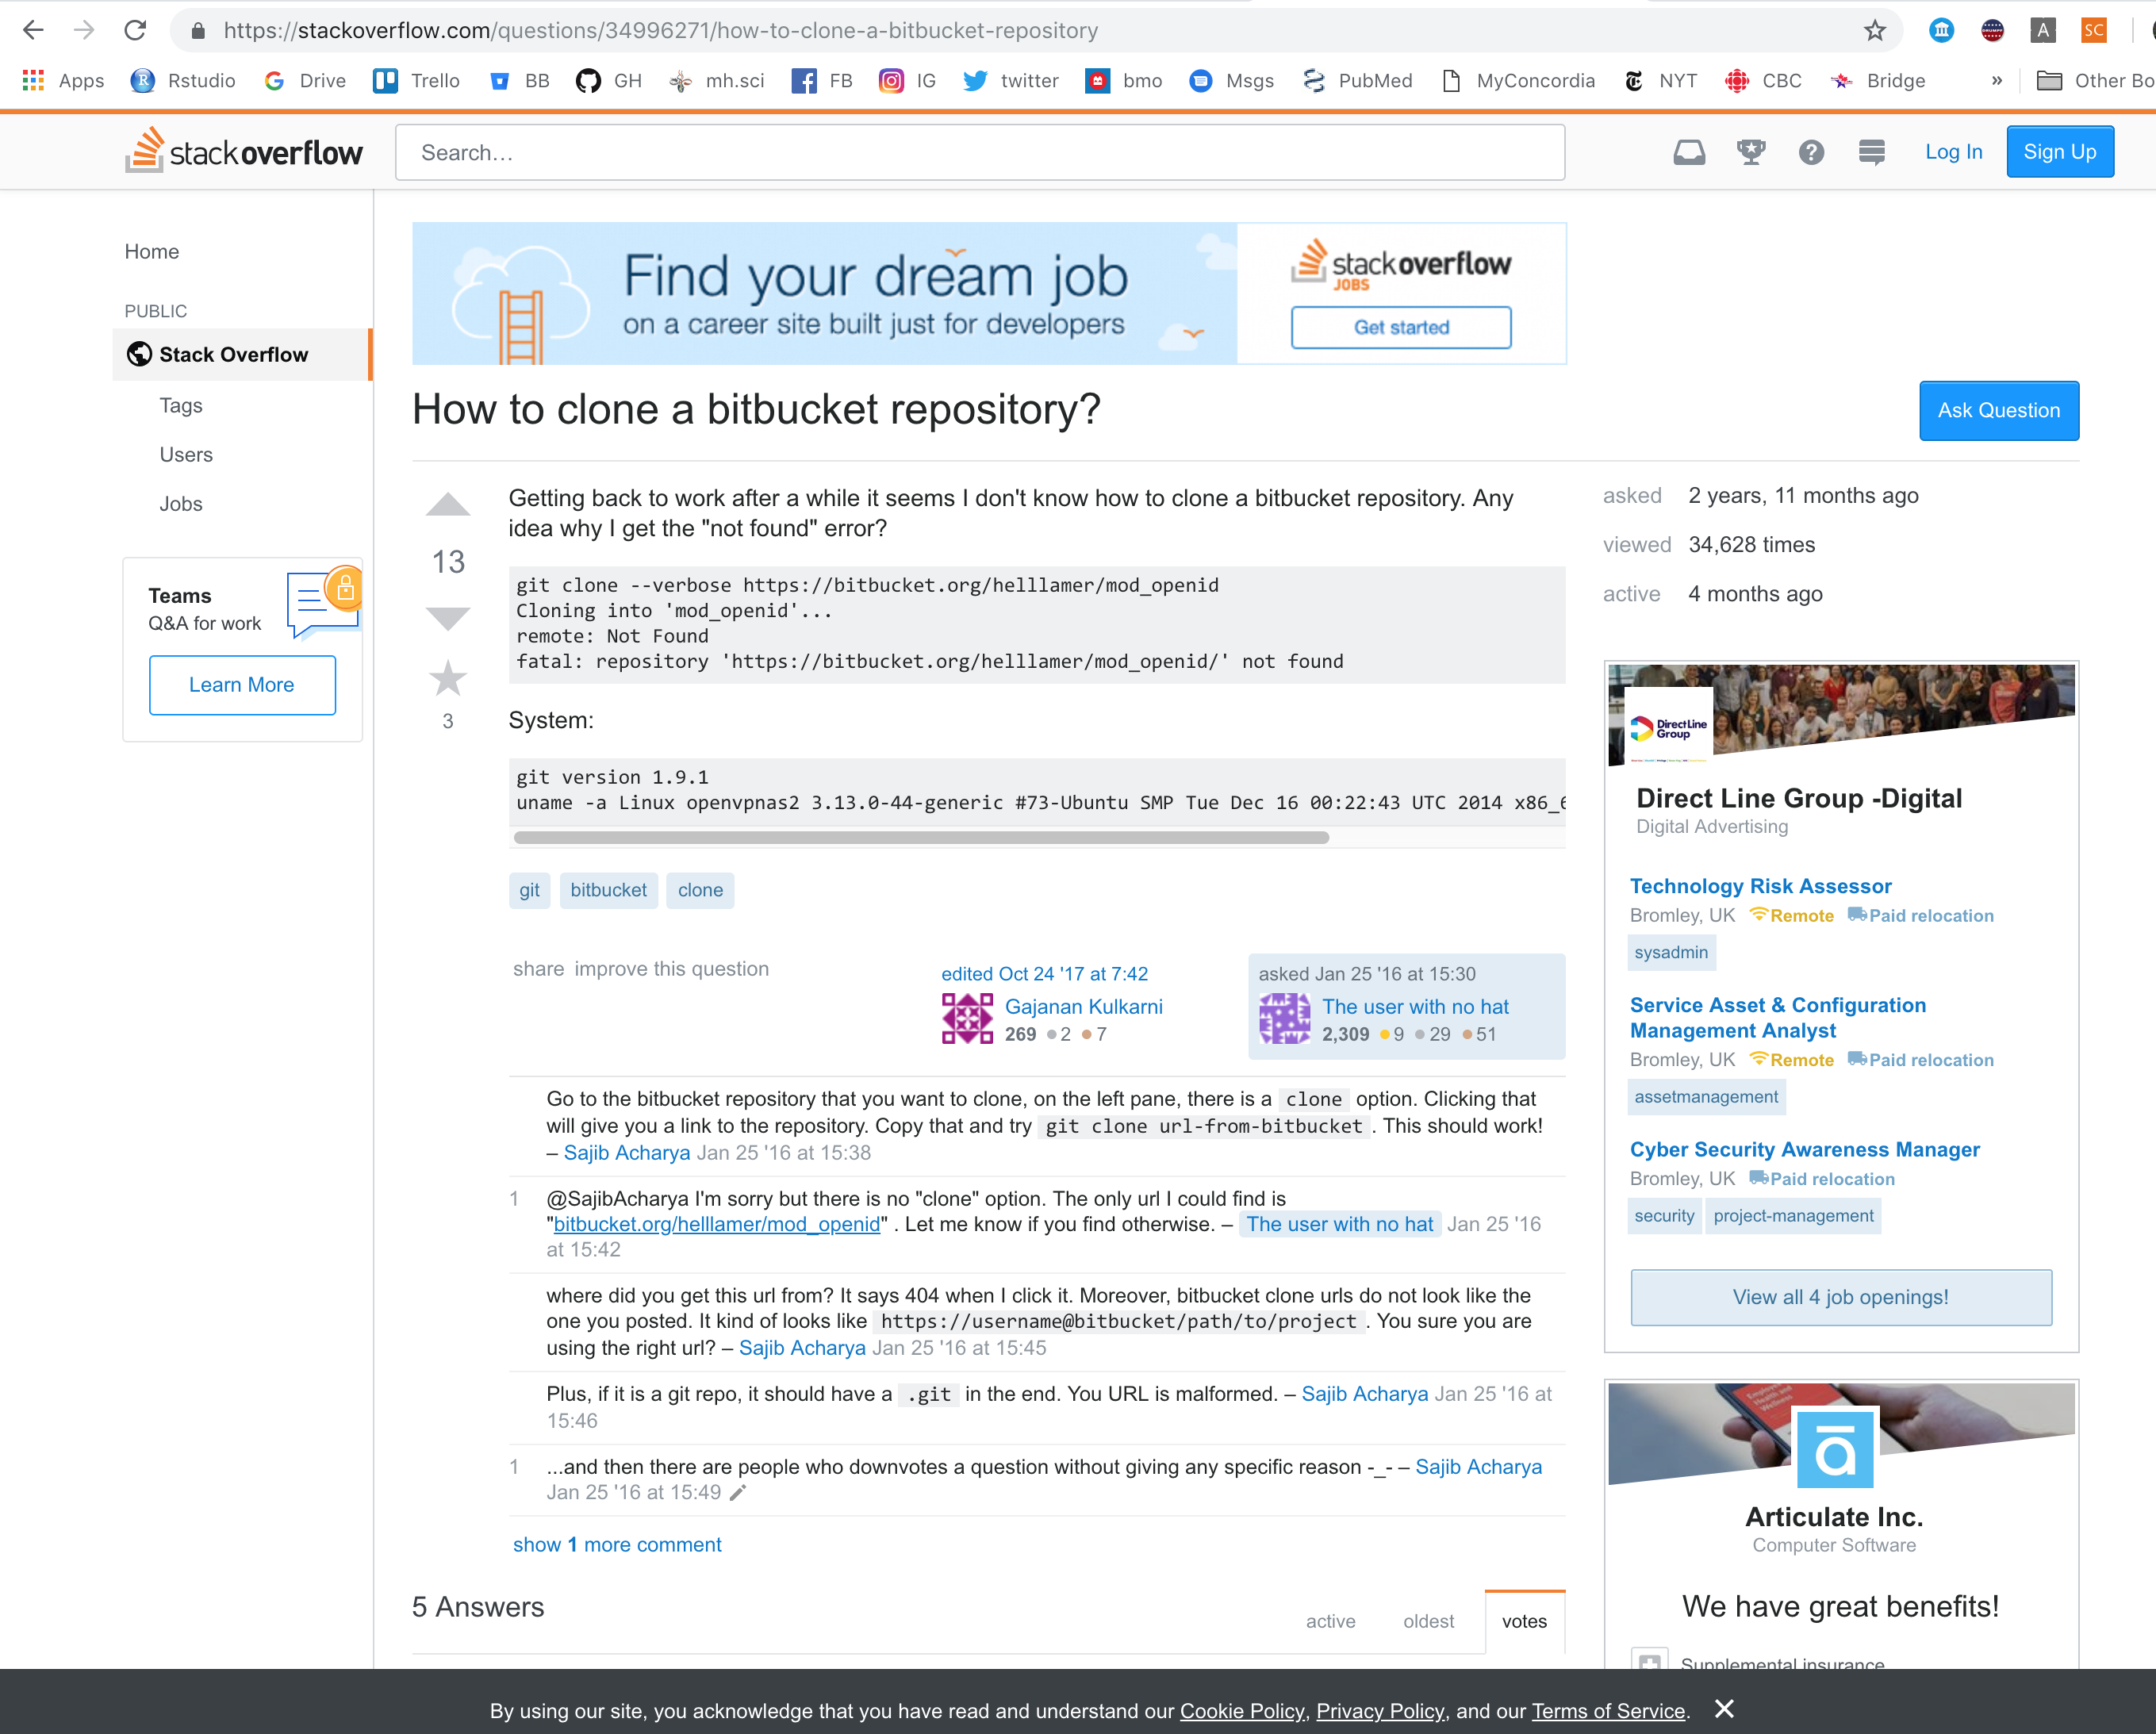 https://stackoverflow.com/questions/34996271/how-to-clone-a-bitbucket-repository
A SC
Apps Rstudio Drive Trello BB GH mh.sci FB IG twitter bmo Msgs PubMed MyConcordia NYT CBC Bridge » Other Bo
stackoverflow Search… Log In Sign Up
Home
PUBLIC
Stack Overflow
Tags
Users
Jobs
Teams
Q&A for work
Learn More
Find your dream job
on a career site built just for developers
stackoverflow
JOBS
Get started
How to clone a bitbucket repository?
Ask Question
13
3
Getting back to work after a while it seems I don't know how to clone a bitbucket repository. Any
idea why I get the "not found" error?
git clone --verbose https://bitbucket.org/helllamer/mod_openid
Cloning into 'mod_openid'...
remote: Not Found
fatal: repository 'https://bitbucket.org/helllamer/mod_openid/' not found
System:
git version 1.9.1
uname -a Linux openvpnas2 3.13.0-44-generic #73-Ubuntu SMP Tue Dec 16 00:22:43 UTC 2014 x86_6
git bitbucket clone
share improve this question
edited Oct 24 '17 at 7:42
Gajanan Kulkarni
269 ●2 ●7
asked Jan 25 '16 at 15:30
The user with no hat
2,309 ●9 ●29 ●51
Go to the bitbucket repository that you want to clone, on the left pane, there is a clone option. Clicking that
will give you a link to the repository. Copy that and try git clone url-from-bitbucket . This should work!
– Sajib Acharya Jan 25 '16 at 15:38
1 @SajibAcharya I'm sorry but there is no "clone" option. The only url I could find is
"bitbucket.org/helllamer/mod_openid" . Let me know if you find otherwise. – The user with no hat Jan 25 '16
at 15:42
where did you get this url from? It says 404 when I click it. Moreover, bitbucket clone urls do not look like the
one you posted. It kind of looks like https://username@bitbucket/path/to/project . You sure you are
using the right url? – Sajib Acharya Jan 25 '16 at 15:45
Plus, if it is a git repo, it should have a .git in the end. You URL is malformed. – Sajib Acharya Jan 25 '16 at
15:46
1 ...and then there are people who downvotes a question without giving any specific reason -_- – Sajib Acharya
Jan 25 '16 at 15:49
show 1 more comment
5 Answers
active oldest votes
asked 2 years, 11 months ago
viewed 34,628 times
active 4 months ago
DirectLine
Group
Direct Line Group -Digital
Digital Advertising
Technology Risk Assessor
Bromley, UK Remote Paid relocation
sysadmin
Service Asset & Configuration
Management Analyst
Bromley, UK Remote Paid relocation
assetmanagement
Cyber Security Awareness Manager
Bromley, UK Paid relocation
security project-management
View all 4 job openings!
Articulate Inc.
Computer Software
We have great benefits!
Supplemental insurance
By using our site, you acknowledge that you have read and understand our Cookie Policy, Privacy Policy, and our Terms of Service.